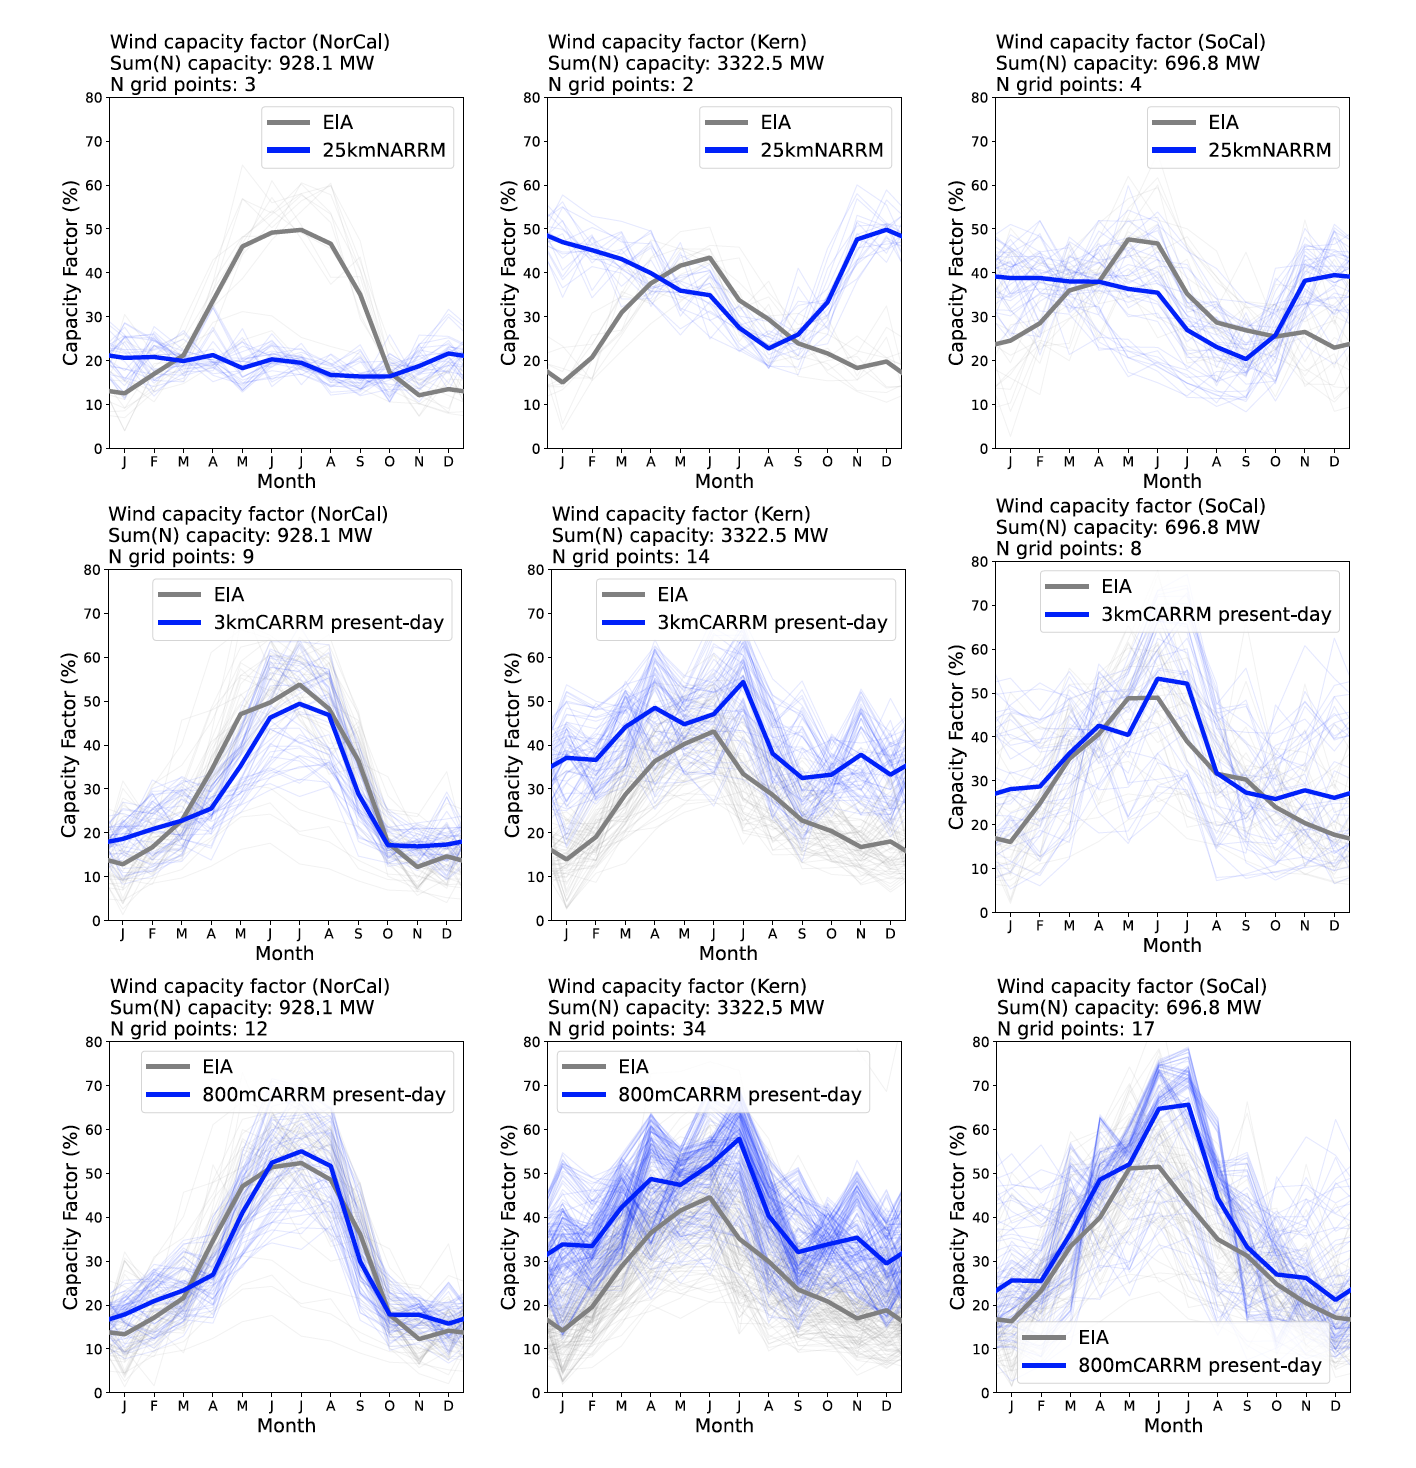 Wind capacity factor (NorCal)
Sum(N) capacity: 928.1 MW
N grid points: 3
80
70
60
50
40
30
20
10
0
Capacity Factor (%)
EIA
25kmNARRM
J F M A M J J A S O N D
Month
Wind capacity factor (Kern)
Sum(N) capacity: 3322.5 MW
N grid points: 2
80
70
60
50
40
30
20
10
0
Capacity Factor (%)
EIA
25kmNARRM
J F M A M J J A S O N D
Month
Wind capacity factor (SoCal)
Sum(N) capacity: 696.8 MW
N grid points: 4
80
70
60
50
40
30
20
10
0
Capacity Factor (%)
EIA
25kmNARRM
J F M A M J J A S O N D
Month
Wind capacity factor (NorCal)
Sum(N) capacity: 928.1 MW
N grid points: 9
80
70
60
50
40
30
20
10
0
Capacity Factor (%)
EIA
3kmCARRM present-day
J F M A M J J A S O N D
Month
Wind capacity factor (Kern)
Sum(N) capacity: 3322.5 MW
N grid points: 14
80
70
60
50
40
30
20
10
0
Capacity Factor (%)
EIA
3kmCARRM present-day
J F M A M J J A S O N D
Month
Wind capacity factor (SoCal)
Sum(N) capacity: 696.8 MW
N grid points: 8
80
70
60
50
40
30
20
10
0
Capacity Factor (%)
EIA
3kmCARRM present-day
J F M A M J J A S O N D
Month
Wind capacity factor (NorCal)
Sum(N) capacity: 928.1 MW
N grid points: 12
80
70
60
50
40
30
20
10
0
Capacity Factor (%)
EIA
800mCARRM present-day
J F M A M J J A S O N D
Month
Wind capacity factor (Kern)
Sum(N) capacity: 3322.5 MW
N grid points: 34
80
70
60
50
40
30
20
10
0
Capacity Factor (%)
EIA
800mCARRM present-day
J F M A M J J A S O N D
Month
Wind capacity factor (SoCal)
Sum(N) capacity: 696.8 MW
N grid points: 17
80
70
60
50
40
30
20
10
0
Capacity Factor (%)
EIA
800mCARRM present-day
J F M A M J J A S O N D
Month